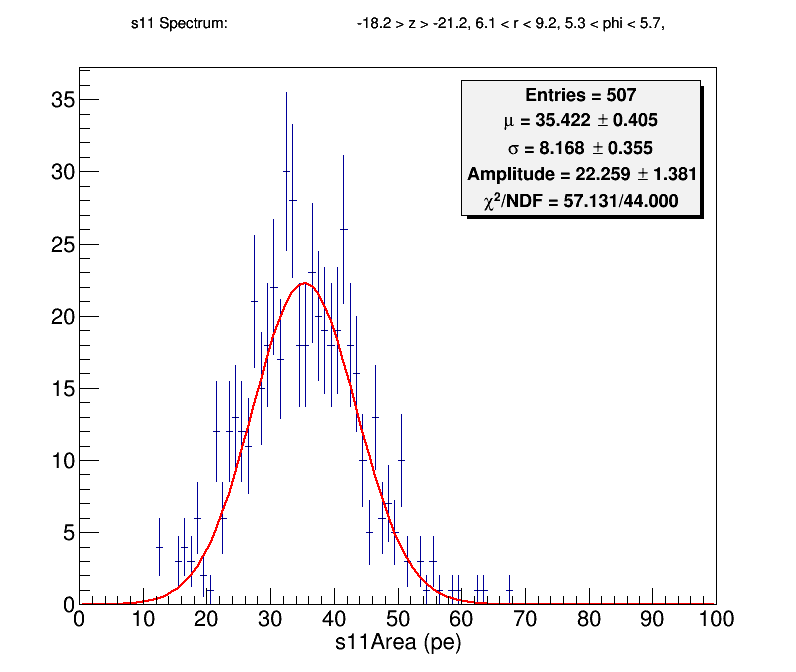 s11 Spectrum: -18.2 > z > -21.2, 6.1 < r < 9.2, 5.3 < phi < 5.7,
Entries = 507
μ = 35.422 ± 0.405
σ = 8.168 ± 0.355
Amplitude = 22.259 ± 1.381
χ²/NDF = 57.131/44.000
35
30
25
20
15
10
5
0
0 10 20 30 40 50 60 70 80 90 100
s11Area (pe)